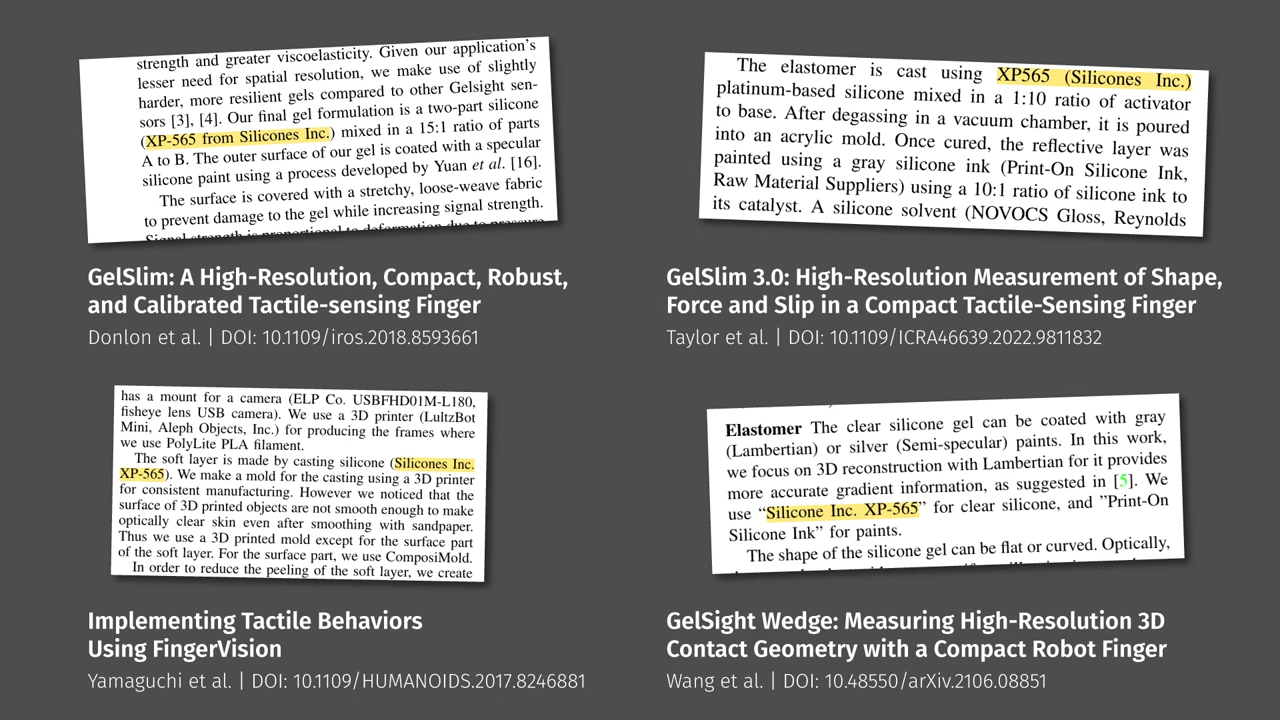 strength and greater viscoelasticity. Given our application's
lesser need for spatial resolution, we make use of slightly
harder, more resilient gels compared to other Gelsight sen-
sors [3], [4]. Our final gel formulation is a two-part silicone
(XP-565 from Silicones Inc.) mixed in a 15:1 ratio of parts
A to B. The outer surface of our gel is coated with a specular
silicone paint using a process developed by Yuan et al. [16].
The surface is covered with a stretchy, loose-weave fabric
to prevent damage to the gel while increasing signal strength.
Signal strength is proportional to deformation due to pressure
GelSlim: A High-Resolution, Compact, Robust,
and Calibrated Tactile-sensing Finger
Donlon et al. | DOI: 10.1109/iros.2018.8593661
The elastomer is cast using XP565 (Silicones Inc.)
platinum-based silicone mixed in a 1:10 ratio of activator
to base. After degassing in a vacuum chamber, it is poured
into an acrylic mold. Once cured, the reflective layer was
painted using a gray silicone ink (Print-On Silicone Ink,
Raw Material Suppliers) using a 10:1 ratio of silicone ink to
its catalyst. A silicone solvent (NOVOCS Gloss, Reynolds
GelSlim 3.0: High-Resolution Measurement of Shape,
Force and Slip in a Compact Tactile-Sensing Finger
Taylor et al. | DOI: 10.1109/ICRA46639.2022.9811832
has a mount for a camera (ELP Co. USBFHD01M-L180,
fisheye lens USB camera). We use a 3D printer (LultzBot
Mini, Aleph Objects, Inc.) for producing the frames where
we use PolyLite PLA filament.
The soft layer is made by casting silicone (Silicones Inc.
XP-565). We make a mold for the casting using a 3D printer
for consistent manufacturing. However we noticed that the
surface of 3D printed objects are not smooth enough to make
optically clear skin even after smoothing with sandpaper.
Thus we use a 3D printed mold except for the surface part
of the soft layer. For the surface part, we use ComposiMold.
In order to reduce the peeling of the soft layer, we create
Implementing Tactile Behaviors
Using FingerVision
Yamaguchi et al. | DOI: 10.1109/HUMANOIDS.2017.8246881
Elastomer The clear silicone gel can be coated with gray
(Lambertian) or silver (Semi-specular) paints. In this work,
we focus on 3D reconstruction with Lambertian for it provides
more accurate gradient information, as suggested in [5]. We
use “Silicone Inc. XP-565” for clear silicone, and ”Print-On
Silicone Ink” for paints.
The shape of the silicone gel can be flat or curved. Optically,
GelSight Wedge: Measuring High-Resolution 3D
Contact Geometry with a Compact Robot Finger
Wang et al. | DOI: 10.48550/arXiv.2106.08851